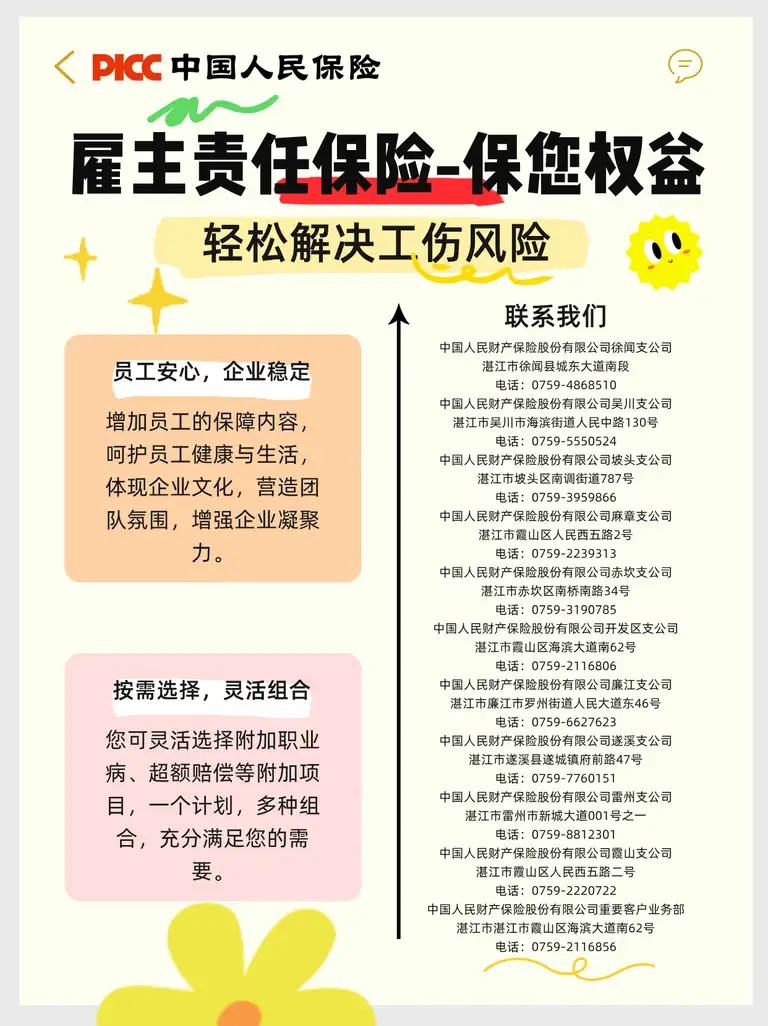 PICC 中国人民保险
雇主责任保险-保您权益
轻松解决工伤风险
员工安心，企业稳定
增加员工的保障内容，
呵护员工健康与生活，
体现企业文化，营造团
队氛围，增强企业凝聚
力。
按需选择，灵活组合
您可灵活选择附加职业
病、超额赔偿等附加项
目，一个计划，多种组
合，充分满足您的需
要。
联系我们
中国人民财产保险股份有限公司徐闻支公司
湛江市徐闻县城东大道南段
电话：0759-4868510
中国人民财产保险股份有限公司吴川支公司
湛江市吴川市海滨街道人民中路130号
电话：0759-5550524
中国人民财产保险股份有限公司坡头支公司
湛江市坡头区南调街道787号
电话：0759-3959866
中国人民财产保险股份有限公司麻章支公司
湛江市霞山区人民西五路2号
电话：0759-2239313
中国人民财产保险股份有限公司赤坎支公司
湛江市赤坎区南桥南路34号
电话：0759-3190785
中国人民财产保险股份有限公司开发区支公司
湛江市霞山区海滨大道南62号
电话：0759-2116806
中国人民财产保险股份有限公司廉江支公司
湛江市廉江市罗州街道人民大道东46号
电话：0759-6627623
中国人民财产保险股份有限公司遂溪支公司
湛江市遂溪县遂城镇府前路47号
电话：0759-7760151
中国人民财产保险股份有限公司雷州支公司
湛江市雷州市新城大道001号之一
电话：0759-8812301
中国人民财产保险股份有限公司霞山支公司
湛江市霞山区人民西五路二号
电话：0759-2220722
中国人民财产保险股份有限公司重要客户业务部
湛江市湛江市霞山区海滨大道南62号
电话：0759-2116856